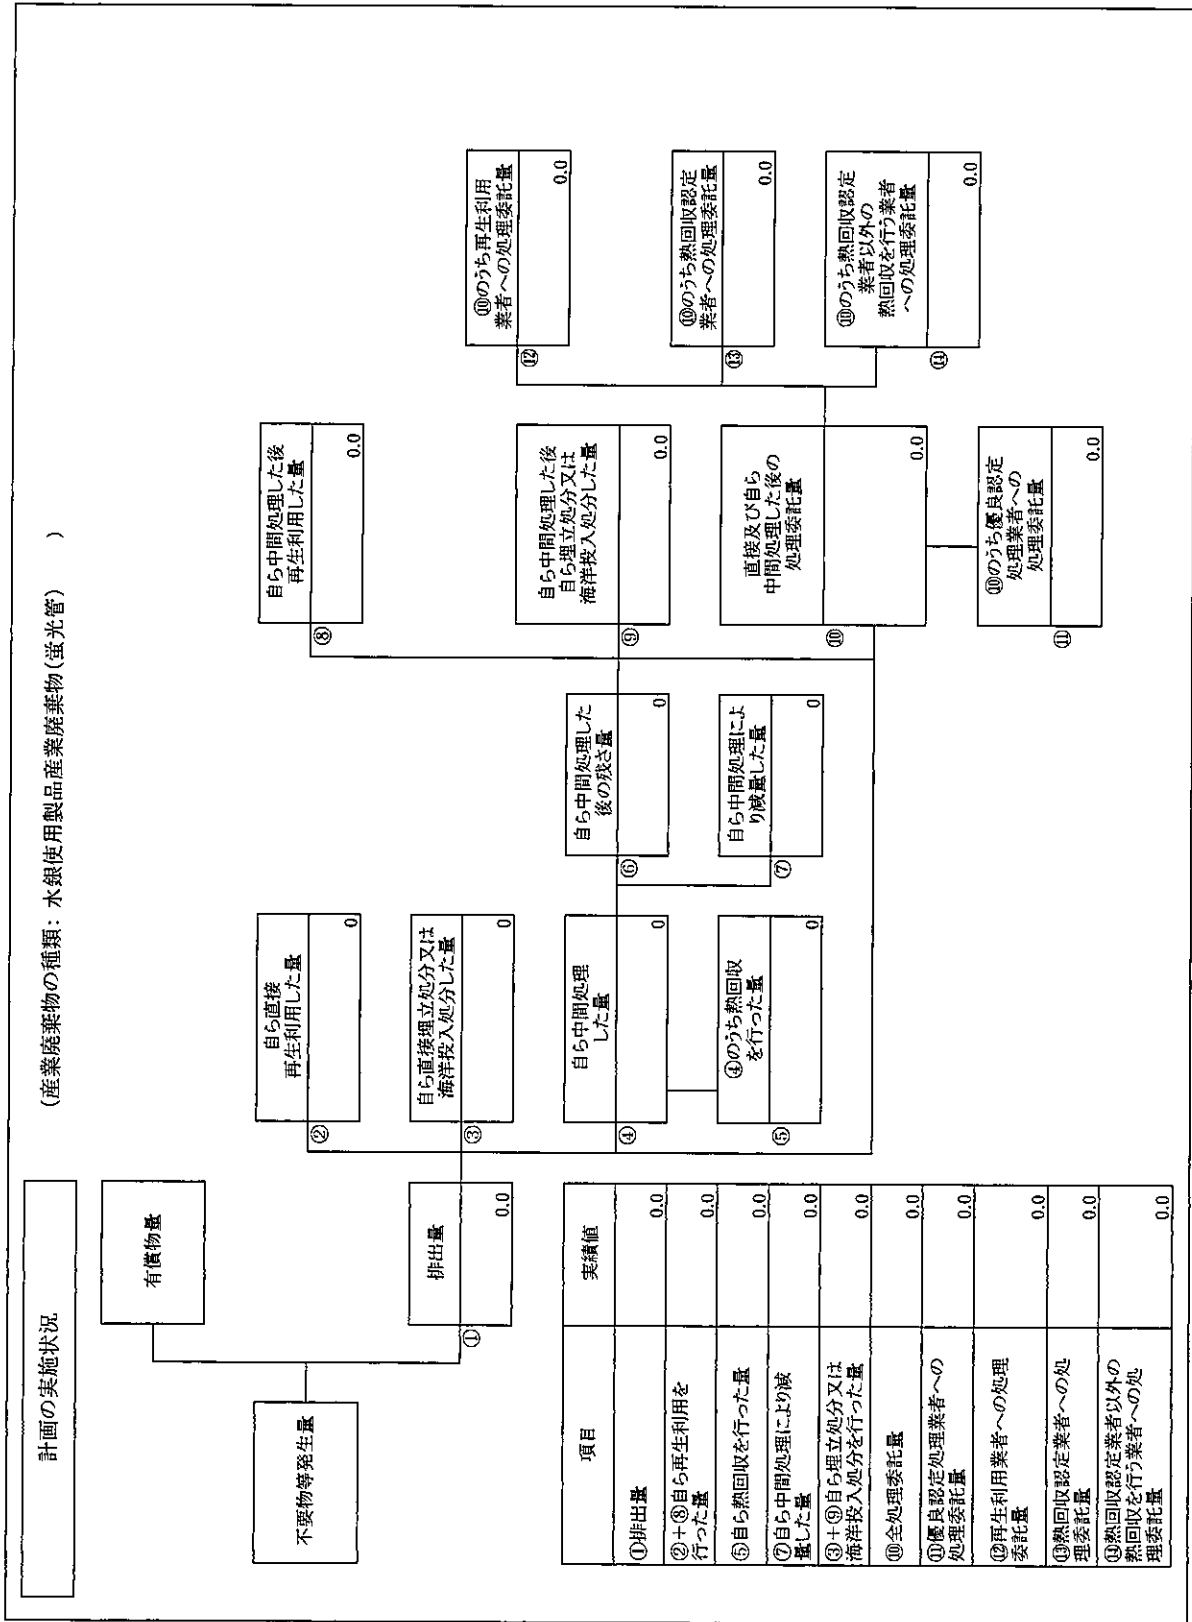 計画の実施状況
(産業廃棄物の種類: 水銀使用製品産業廃棄物(蛍光管) )
不要物等発生量
有償物量
①
排出量
0.0
②
自ら直接
再生利用した量
0
③
自ら直接埋立処分又は
海洋投入処分した量
0
④
自ら中間処理
した量
0
⑤
④のうち熱回収
を行った量
0
⑥
自ら中間処理した
後の残さ量
0
⑦
自ら中間処理によ
り減量した量
0
⑧
自ら中間処理した後
再生利用した量
0.0
⑨
自ら中間処理した後
自ら埋立処分又は
海洋投入処分した量
0.0
⑩
直接及び自ら
中間処理した後の
処理委託量
0.0
⑪
⑩のうち優良認定
処理業者への
処理委託量
0.0
⑫
⑩のうち再生利用
業者への処理委託量
0.0
⑬
⑩のうち熱回収認定
業者への処理委託量
0.0
⑭
⑩のうち熱回収認定
業者以外の
熱回収を行う業者
への処理委託量
0.0
項目 実績値
①排出量 0.0
②+⑧自ら再生利用を
行った量 0.0
⑤自ら熱回収を行った量 0.0
⑦自ら中間処理により減
量した量 0.0
③+⑨自ら埋立処分又は
海洋投入処分を行った量 0.0
⑩全処理委託量 0.0
⑪優良認定処理業者への
処理委託量 0.0
⑫再生利用業者への処理
委託量 0.0
⑬熱回収認定業者への処
理委託量 0.0
⑭熱回収認定業者以外の
熱回収を行う業者への処
理委託量 0.0